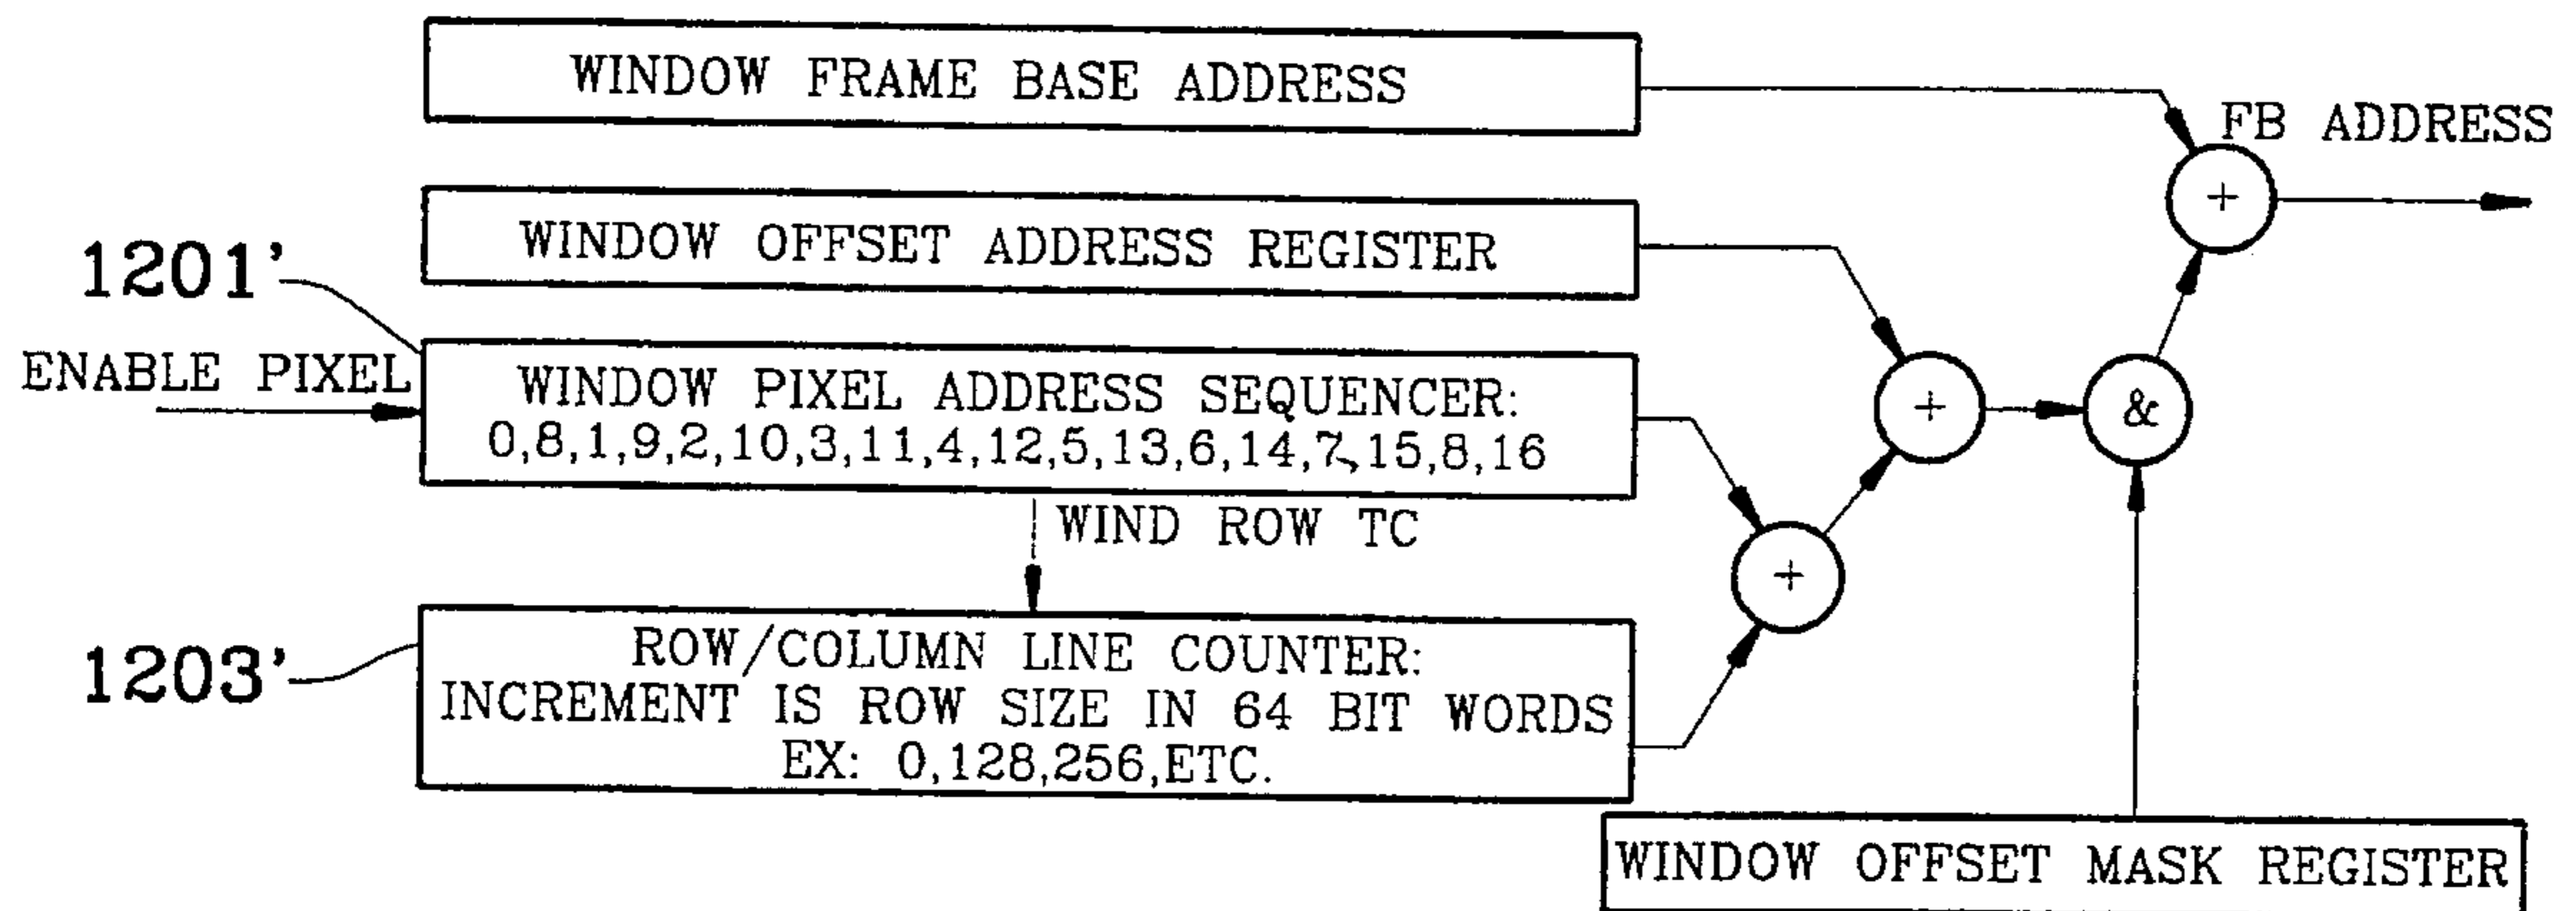 WINDOW FRAME BASE ADDRESS
FB ADDRESS
WINDOW OFFSET ADDRESS REGISTER
1201'
ENABLE PIXEL
WINDOW PIXEL ADDRESS SEQUENCER:
0,8,1,9,2,10,3,11,4,12,5,13,6,14,7,15,8,16
+
+
&
WIND ROW TC
+
1203'
ROW/COLUMN LINE COUNTER:
INCREMENT IS ROW SIZE IN 64 BIT WORDS
EX: 0,128,256,ETC.
WINDOW OFFSET MASK REGISTER